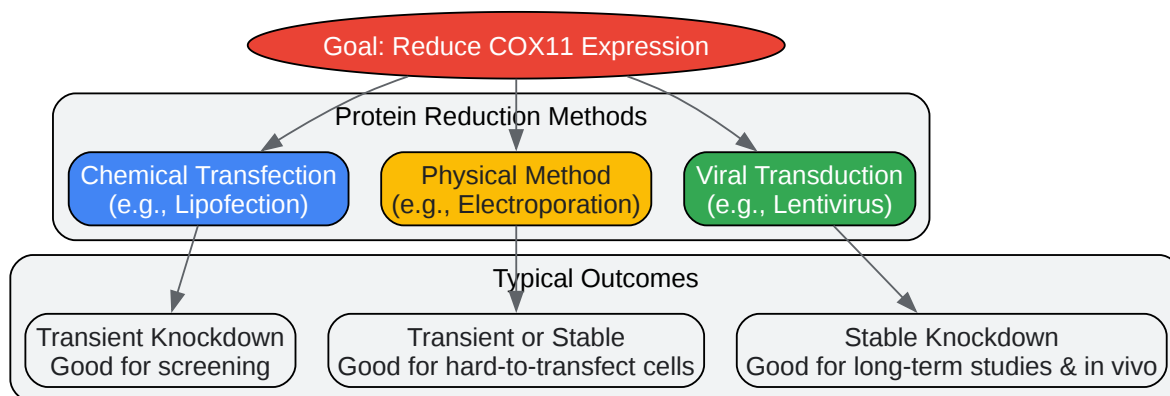 Goal: Reduce COX11 Expression
Protein Reduction Methods
Chemical Transfection
(e.g., Lipofection)
Physical Method
(e.g., Electroporation)
Viral Transduction
(e.g., Lentivirus)
Typical Outcomes
Transient Knockdown
Good for screening
Transient or Stable
Good for hard-to-transfect cells
Stable Knockdown
Good for long-term studies & in vivo